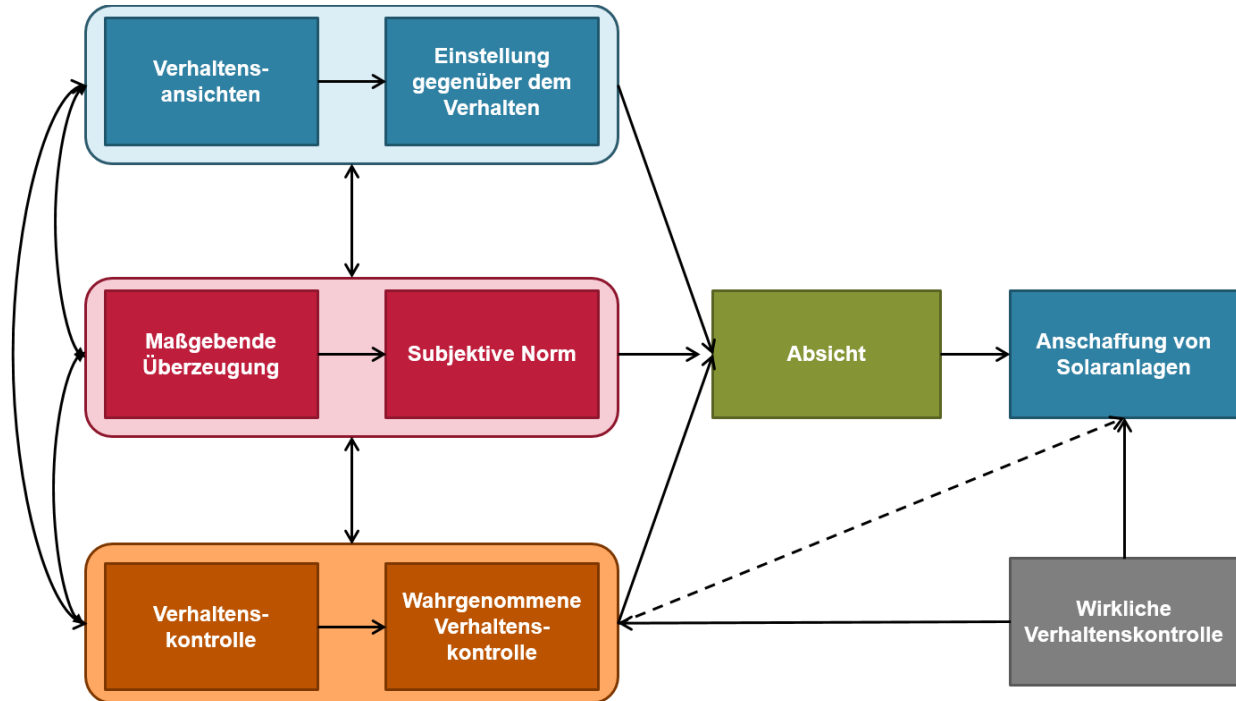 Verhaltens-
ansichten
Einstellung
gegenüber dem
Verhalten
Maßgebende
Überzeugung
Subjektive Norm
Absicht
Anschaffung von
Solaranlagen
Verhaltens-
kontrolle
Wahrgenommene
Verhaltens-
kontrolle
Wirkliche
Verhaltenskontrolle